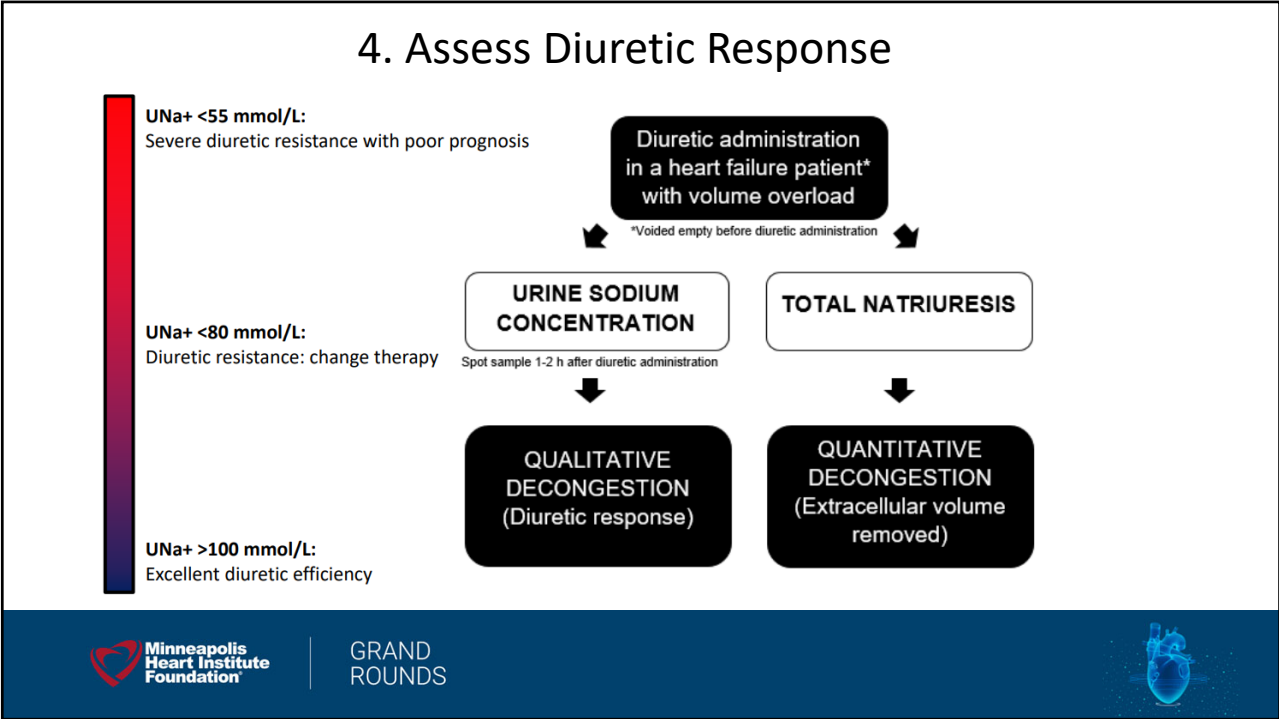 4. Assess Diuretic Response
UNa+ <55 mmol/L:
Severe diuretic resistance with poor prognosis
UNa+ <80 mmol/L:
Diuretic resistance: change therapy
UNa+ >100 mmol/L:
Excellent diuretic efficiency
Diuretic administration
in a heart failure patient*
with volume overload
*Voided empty before diuretic administration
URINE SODIUM
CONCENTRATION
Spot sample 1-2 h after diuretic administration
QUALITATIVE
DECONGESTION
(Diuretic response)
TOTAL NATRIURESIS
QUANTITATIVE
DECONGESTION
(Extracellular volume
removed)
Minneapolis
Heart Institute
Foundation®
GRAND
ROUNDS